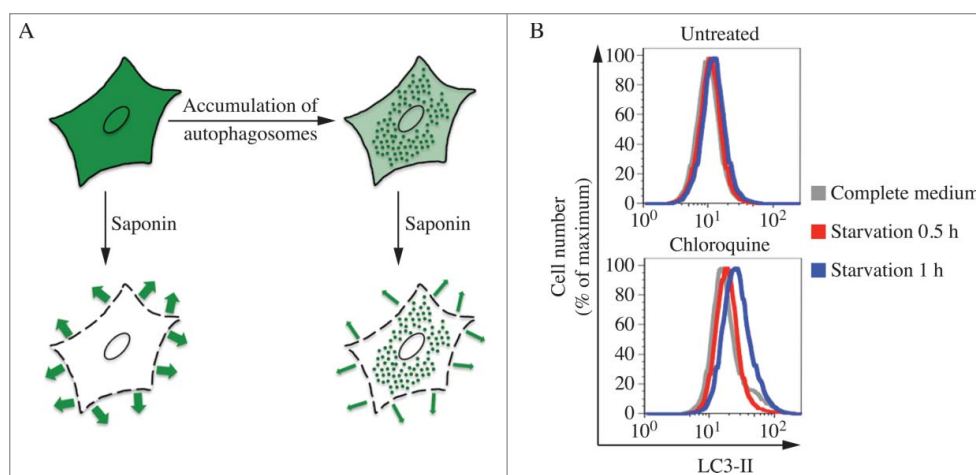 A
Accumulation of
autophagosomes
Saponin
Saponin
B
Untreated
100
80
60
40
20
0
10⁰
10¹
10²
Chloroquine
100
80
60
40
20
0
10⁰
10¹
10²
Cell number
(% of maximum)
LC3-II
Complete medium
Starvation 0.5 h
Starvation 1 h